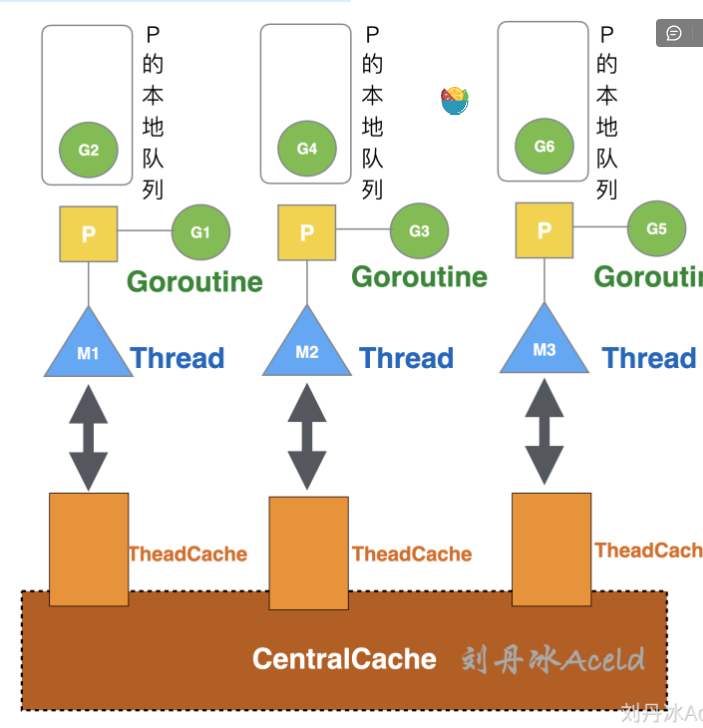 P的本地队列
P的本地队列
P的本地队列
G2
G4
G6
P
G1
P
G3
P
G5
Goroutine
Goroutine
Gorouti
M1
Thread
M2
Thread
M3
Thread
TheadCache
TheadCache
TheadCach
CentralCache
刘丹冰Aceld
刘丹冰Ac